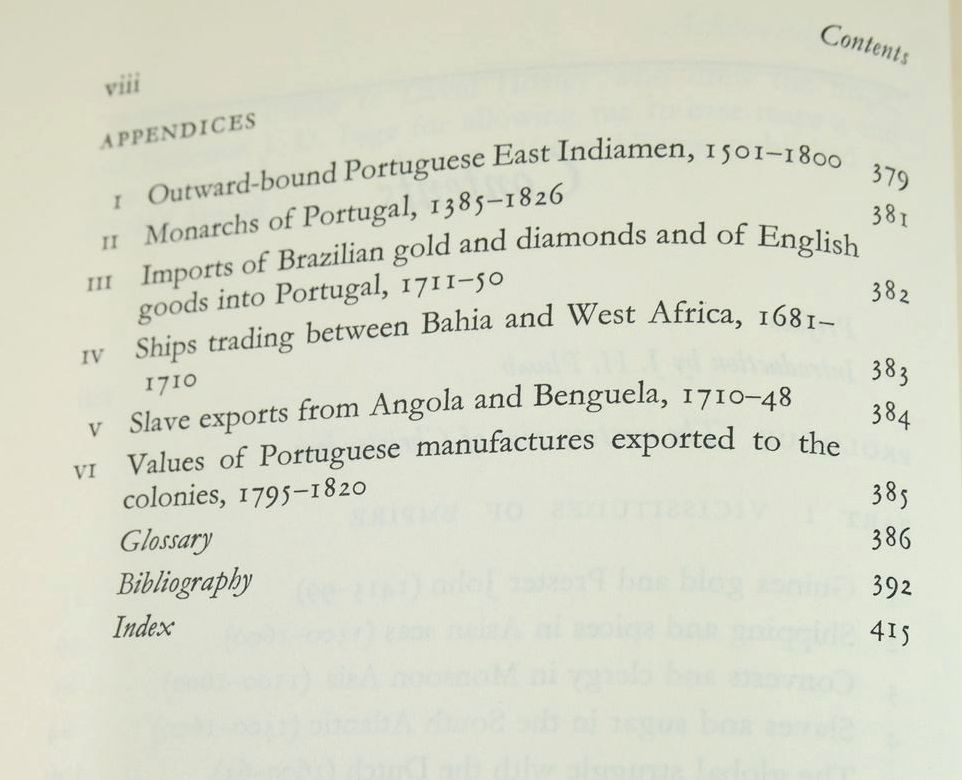 viii
Contents
APPENDICES
I Outward-bound Portuguese East Indiamen, 1501–1800 379
II Monarchs of Portugal, 1385–1826 381
III Imports of Brazilian gold and diamonds and of English
goods into Portugal, 1711–50 382
IV Ships trading between Bahia and West Africa, 1681–
1710 383
V Slave exports from Angola and Benguela, 1710–48 384
VI Values of Portuguese manufactures exported to the
colonies, 1795–1820 385
Glossary 386
Bibliography 392
Index 415